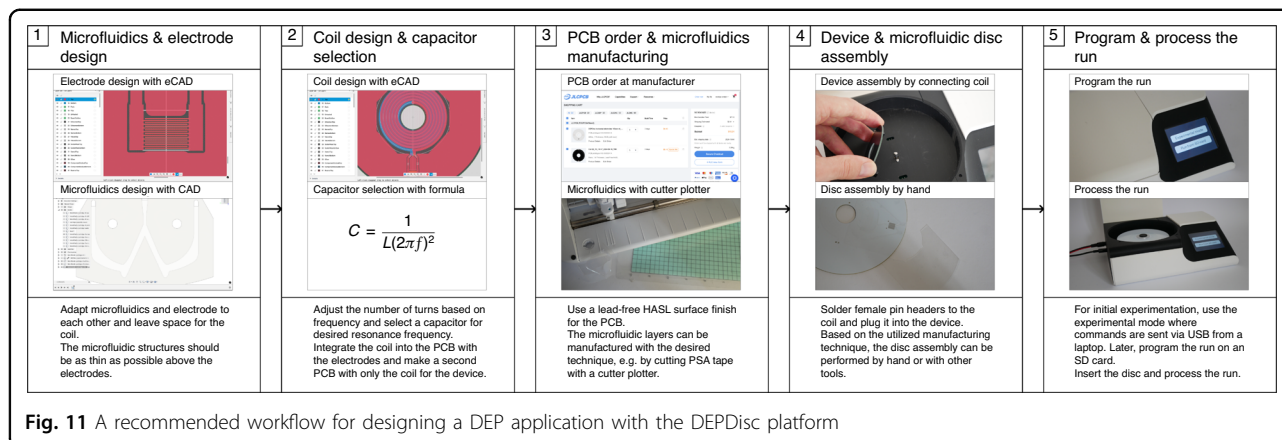 1 Microfluidics & electrode
design
Electrode design with eCAD
Microfluidics design with CAD
Adapt microfluidics and electrode to
each other and leave space for the
coil.
The microfluidic structures should
be as thin as possible above the
electrodes.
2 Coil design & capacitor
selection
Coil design with eCAD
Capacitor selection with formula
C = 1 / L(2πf)²
Adjust the number of turns based on
frequency and select a capacitor for
desired resonance frequency.
Integrate the coil into the PCB with
the electrodes and make a second
PCB with only the coil for the device.
3 PCB order & microfluidics
manufacturing
PCB order at manufacturer
JLCPCB
Microfluidics with cutter plotter
Use a lead-free HASL surface finish
for the PCB.
The microfluidic layers can be
manufactured with the desired
technique, e.g. by cutting PSA tape
with a cutter plotter.
4 Device & microfluidic disc
assembly
Device assembly by connecting coil
Disc assembly by hand
Solder female pin headers to the
coil and plug it into the device.
Based on the utilized manufacturing
technique, the disc assembly can be
performed by hand or with other
tools.
5 Program & process the
run
Program the run
Process the run
For initial experimentation, use the
experimental mode where
commands are sent via USB from a
laptop. Later, program the run on an
SD card.
Insert the disc and process the run.
Fig. 11 A recommended workflow for designing a DEP application with the DEPDisc platform